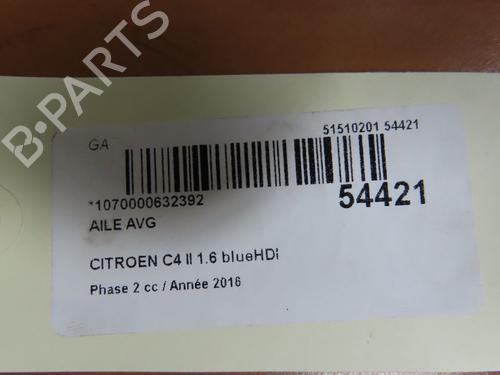 B-PARTS
GA
51510201 54421
*1070000632392
54421
AILE AVG
CITROEN C4 II 1.6 blueHDi
Phase 2 cc / Année 2016